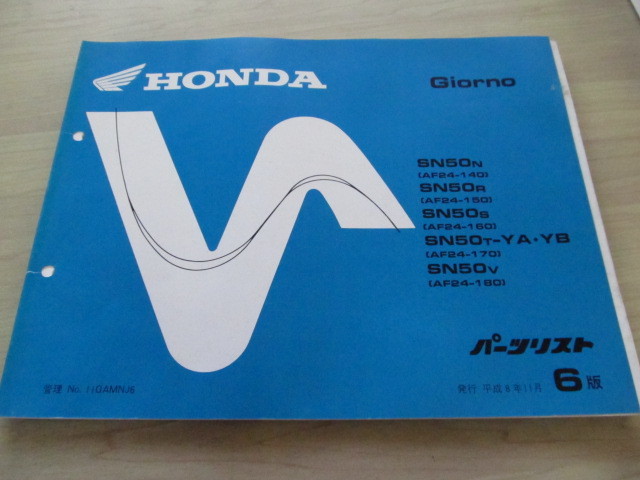 HONDA
Giorno
SN50N
(AF24-140)
SN50R
(AF24-150)
SN50S
(AF24-160)
SN50T-YA・YB
(AF24-170)
SN50V
(AF24-180)
パーツリスト
管理 No. 11GAMNJ6
発行 平成8年11月 6版